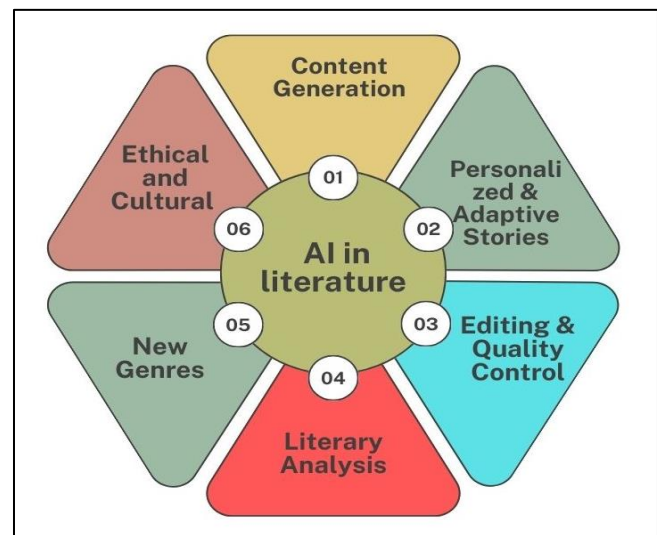 AI in
literature
01
Content
Generation
02
Personali
zed &
Adaptive
Stories
03
Editing &
Quality
Control
04
Literary
Analysis
05
New
Genres
06
Ethical
and
Cultural